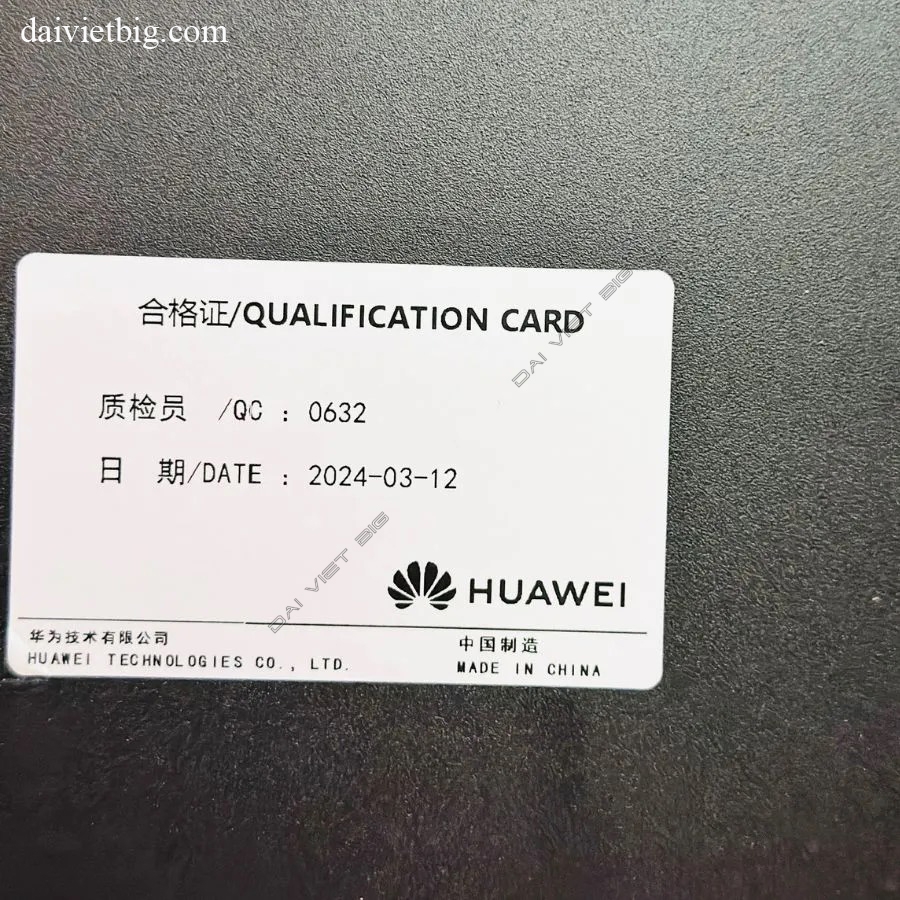 daivietbig.com
合格证/QUALIFICATION CARD
DAI VIET BIG
质检员 /QC : 0632
日 期/DATE : 2024-03-12
DAI VIET BIG
HUAWEI
华为技术有限公司
HUAWEI TECHNOLOGIES CO., LTD.
中国制造
MADE IN CHINA